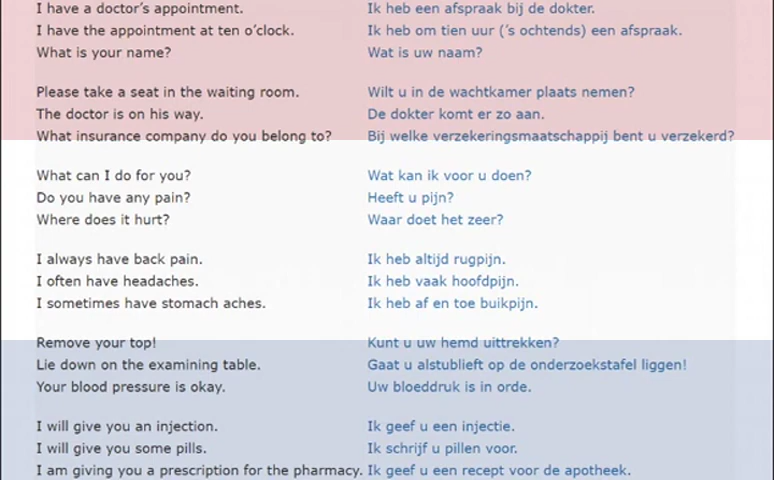 I have a doctor's appointment. Ik heb een afspraak bij de dokter.
I have the appointment at ten o'clock. Ik heb om tien uur ('s ochtends) een afspraak.
What is your name? Wat is uw naam?
Please take a seat in the waiting room. Wilt u in de wachtkamer plaats nemen?
The doctor is on his way. De dokter komt er zo aan.
What insurance company do you belong to? Bij welke verzekeringsmaatschappij bent u verzekerd?
What can I do for you? Wat kan ik voor u doen?
Do you have any pain? Heeft u pijn?
Where does it hurt? Waar doet het zeer?
I always have back pain. Ik heb altijd rugpijn.
I often have headaches. Ik heb vaak hoofdpijn.
I sometimes have stomach aches. Ik heb af en toe buikpijn.
Remove your top! Kunt u uw hemd uittrekken?
Lie down on the examining table. Gaat u alstublieft op de onderzoekstafel liggen!
Your blood pressure is okay. Uw bloeddruk is in orde.
I will give you an injection. Ik geef u een injectie.
I will give you some pills. Ik schrijf u pillen voor.
I am giving you a prescription for the pharmacy. Ik geef u een recept voor de apotheek.